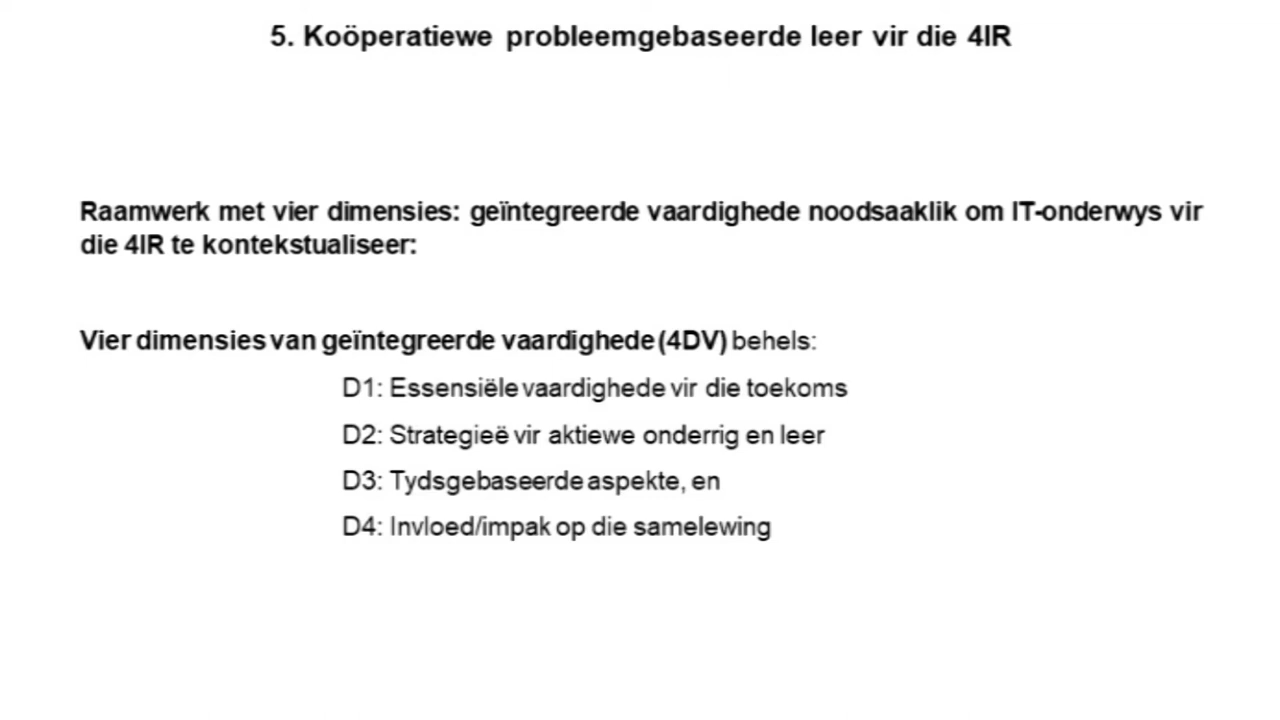 5. Koöperatiewe probleemgebaseerde leer vir die 4IR
Raamwerk met vier dimensies: geïntegreerde vaardighede noodsaaklik om IT-onderwys vir
die 4IR te kontekstualiseer:
Vier dimensies van geïntegreerde vaardighede (4DV) behels:
D1: Essensiële vaardighede vir die toekoms
D2: Strategieë vir aktiewe onderrig en leer
D3: Tydsgebaseerde aspekte, en
D4: Invloed/impak op die samelewing